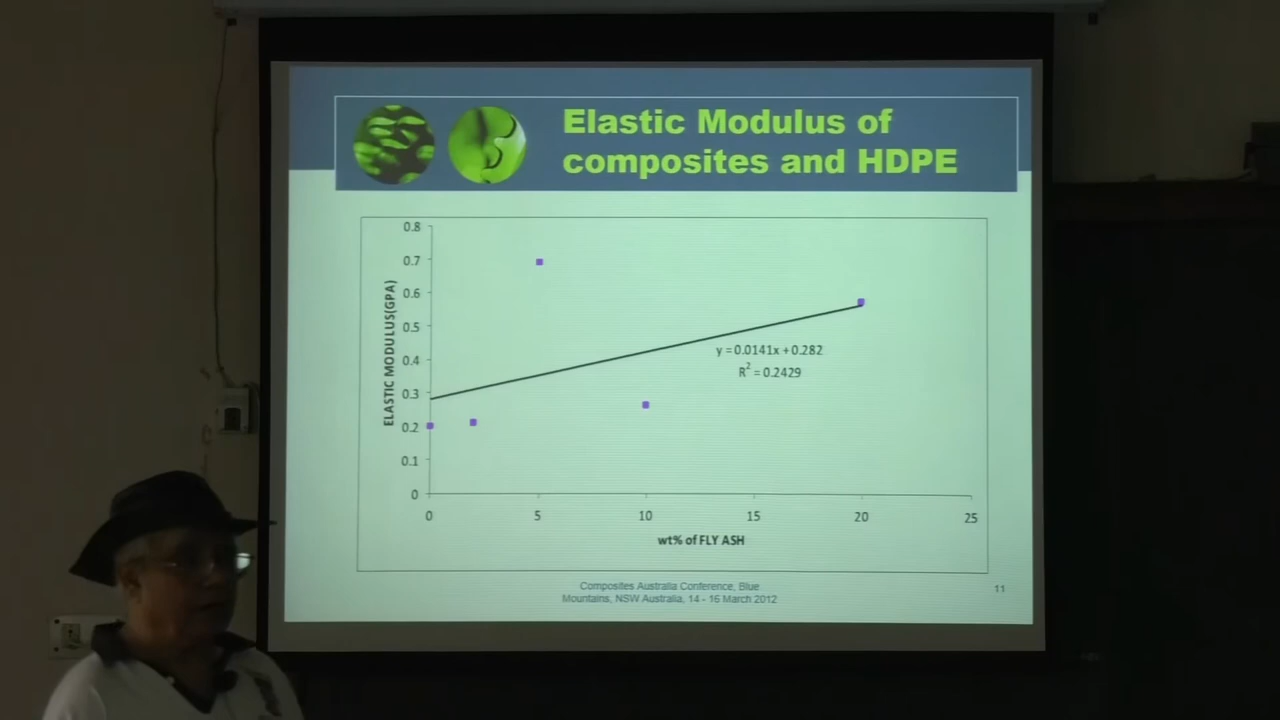 Elastic Modulus of
composites and HDPE
0.8
0.7
0.6
0.5
0.4
0.3
0.2
0.1
0
ELASTIC MODULUS(GPA)
y = 0.0141x + 0.282
R² = 0.2429
0 5 10 15 20 25
wt% of FLY ASH
Composites Australia Conference, Blue
Mountains, NSW Australia, 14 - 16 March 2012
11